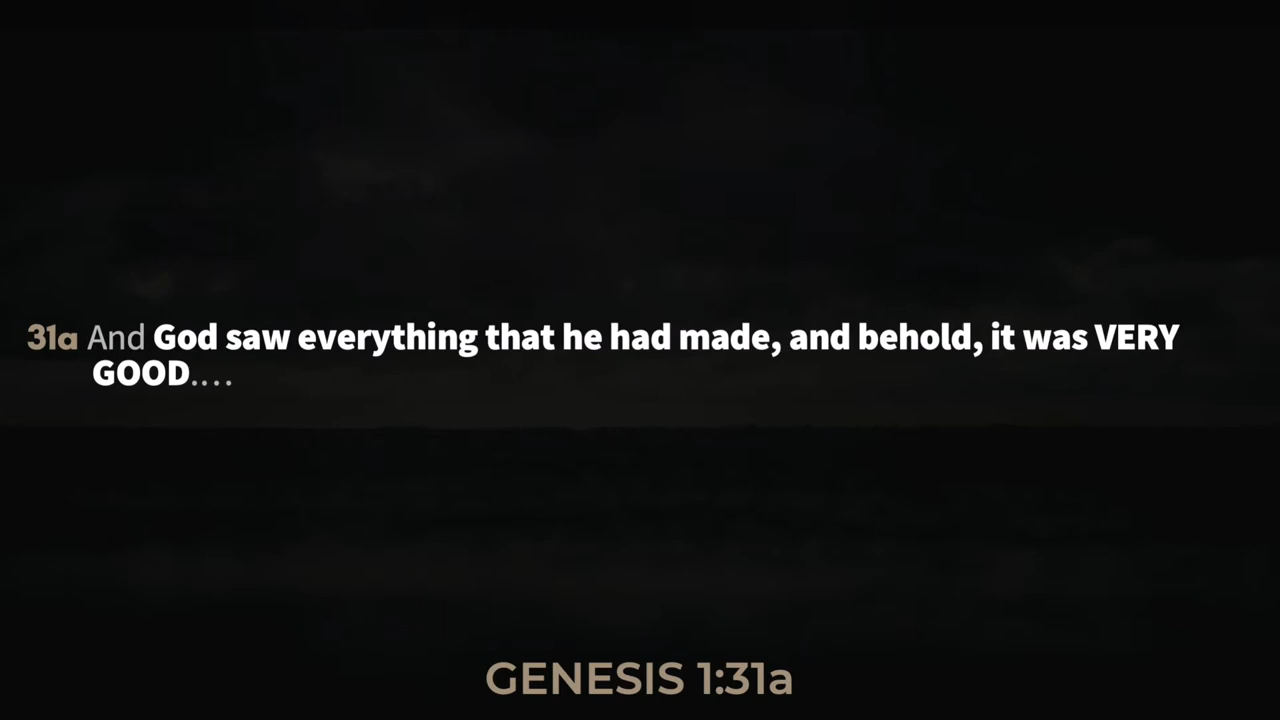 31a And God saw everything that he had made, and behold, it was VERY
GOOD....
GENESIS 1:31a